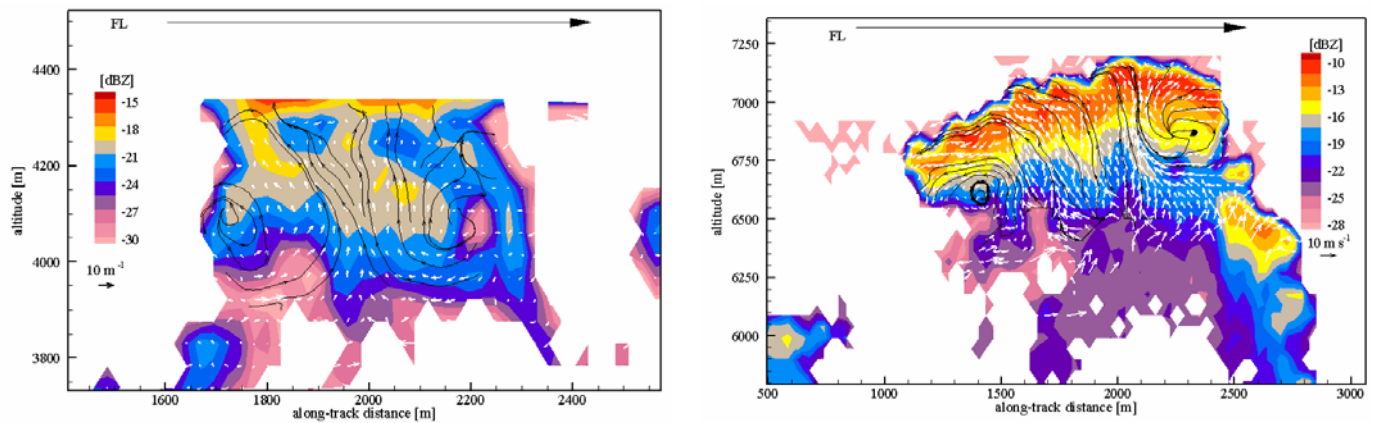 FL
4400
[dBZ]
-15
-18
4200
-21
-24
-27
-30
altitude [m]
10 m⁻¹
4000
3800
1600 1800 2000 2200 2400
along-track distance [m]
FL
7250
[dBZ]
-10
-13
7000
-16
-19
6750
-22
-25
altitude [m]
6500
-28
10 m s⁻¹
6250
6000
500 1000 1500 2000 2500 3000
along-track distance [m]